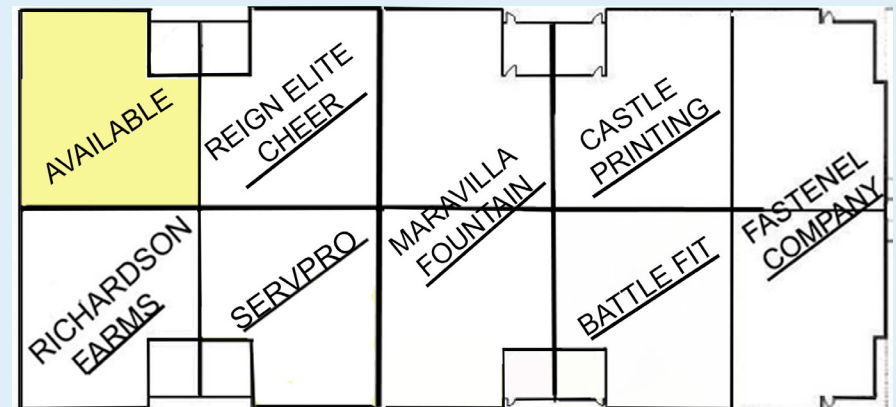 AVAILABLE
REIGN ELITE
CHEER
MARAVILLA
FOUNTAIN
CASTLE
PRINTING
FASTENEL
COMPANY
RICHARDSON
FARMS
SERVPRO
BATTLE FIT